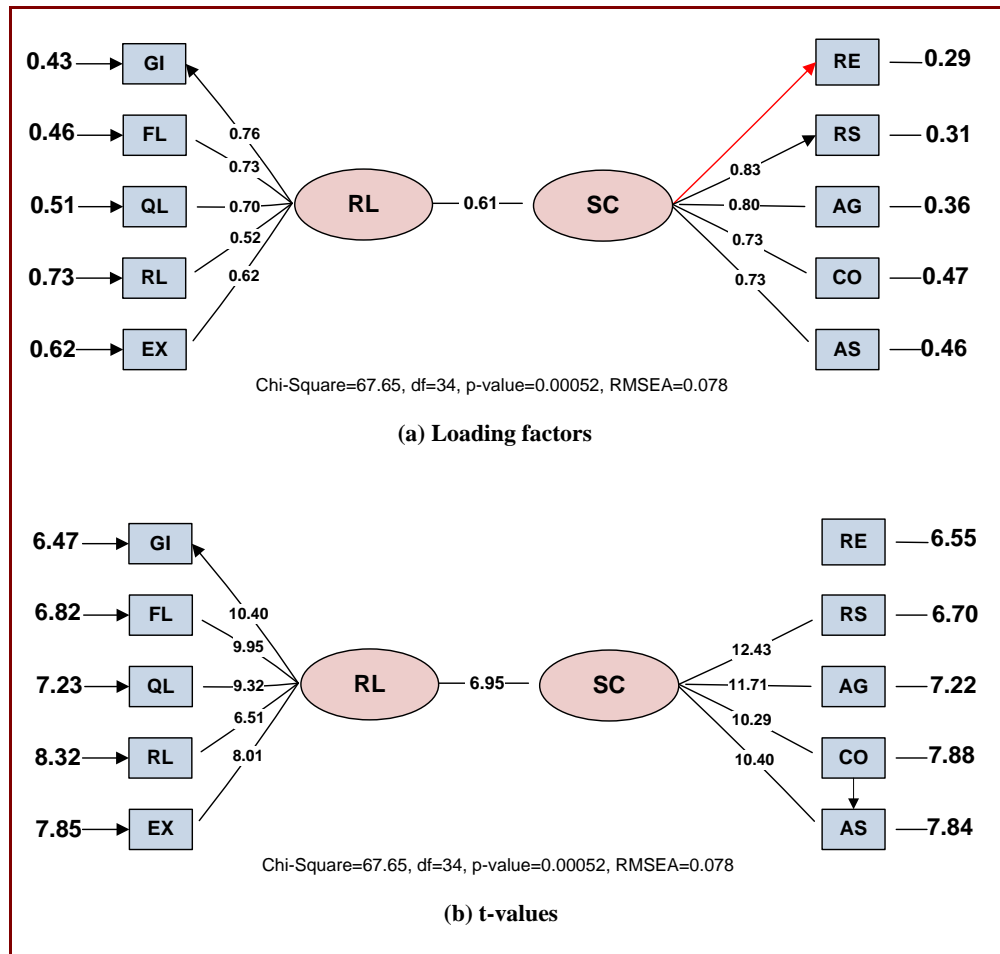 0.43 GI RE 0.29
0.76
0.46 FL RS 0.31
0.73 0.83
0.51 QL 0.70 RL 0.61 SC 0.80 AG 0.36
0.52 0.73
0.73 RL CO 0.47
0.62 0.73
0.62 EX AS 0.46
Chi-Square=67.65, df=34, p-value=0.00052, RMSEA=0.078
(a) Loading factors
6.47 GI RE 6.55
10.40
6.82 FL RS 6.70
9.95 12.43
7.23 QL 9.32 RL 6.95 SC 11.71 AG 7.22
6.51 10.29
8.32 RL CO 7.88
8.01 10.40
7.85 EX AS 7.84
Chi-Square=67.65, df=34, p-value=0.00052, RMSEA=0.078
(b) t-values